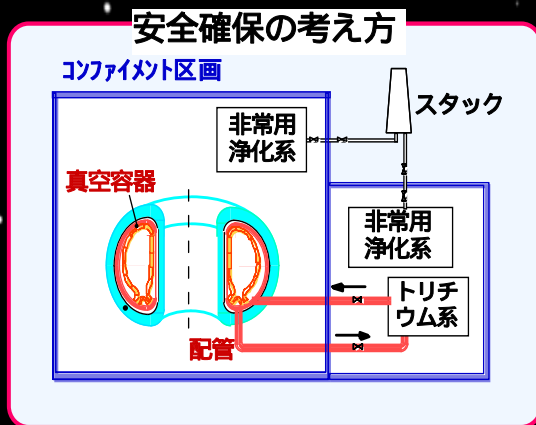 安全確保の考え方
コンファイメント区画
スタック
非常用
浄化系
真空容器
非常用
浄化系
トリチ
ウム系
配管